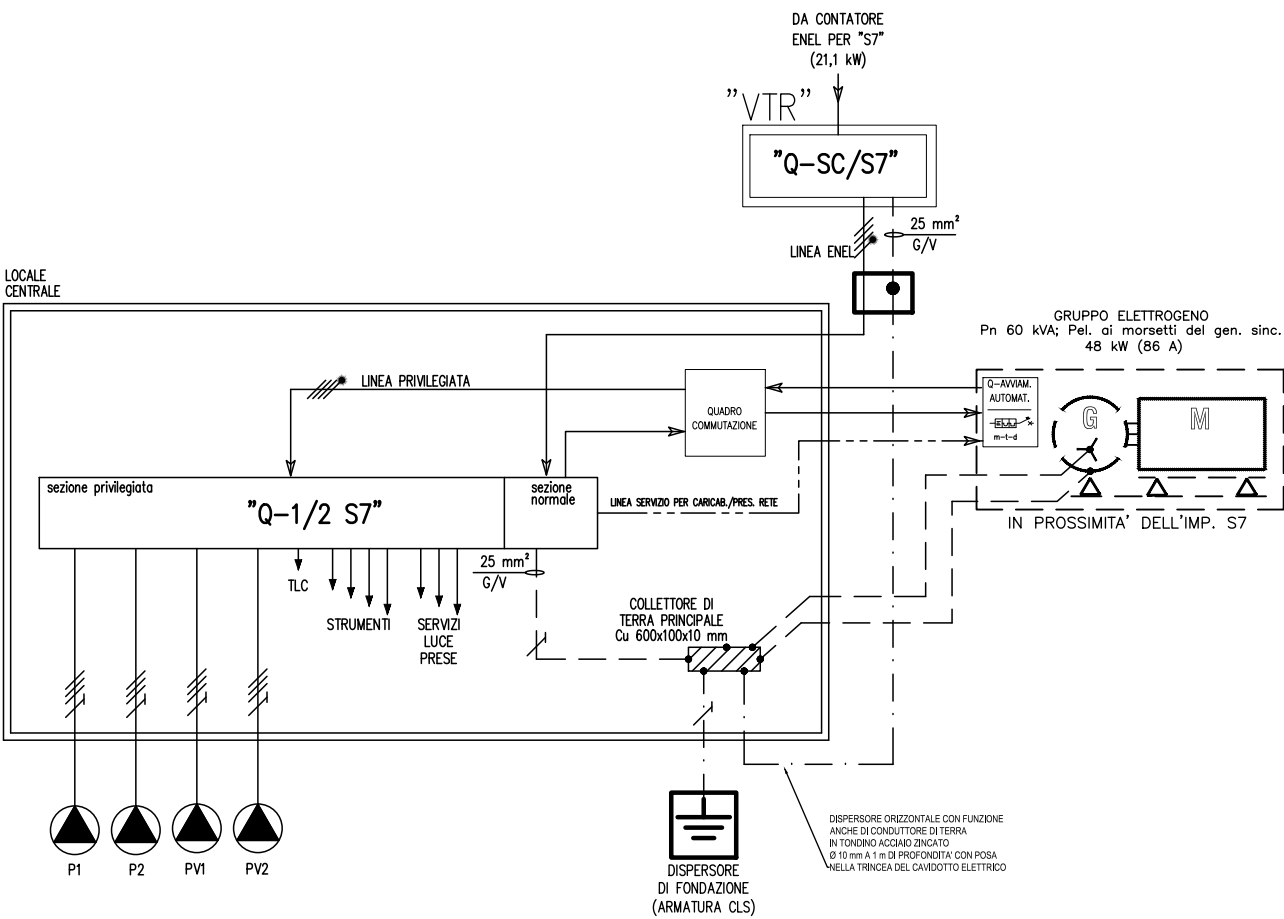 DA CONTATORE
ENEL PER "S7"
(21,1 kW)
"VTR"
"Q-SC/S7"
25 mm²
G/V
LINEA ENEL
LOCALE
CENTRALE
GRUPPO ELETTROGENO
Pn 60 kVA; Pel. ai morsetti del gen. sinc.
48 kW (86 A)
LINEA PRIVILEGIATA
QUADRO
COMMUTAZIONE
Q-AVVIAM.
AUTOMAT.
m-t-d
G
M
sezione privilegiata
"Q-1/2 S7"
sezione
normale
LINEA SERVIZIO PER CARICAB./PRES. RETE
IN PROSSIMITA' DELL'IMP. S7
25 mm²
G/V
TLC
STRUMENTI
SERVIZI
LUCE
PRESE
COLLETTORE DI
TERRA PRINCIPALE
Cu 600x100x10 mm
P1
P2
PV1
PV2
DISPERSORE
DI FONDAZIONE
(ARMATURA CLS)
DISPERSORE ORIZZONTALE CON FUNZIONE
ANCHE DI CONDUTTORE DI TERRA
IN TONDINO ACCIAIO ZINCATO
Ø 10 mm A 1 m DI PROFONDITA' CON POSA
NELLA TRINCEA DEL CAVIDOTTO ELETTRICO